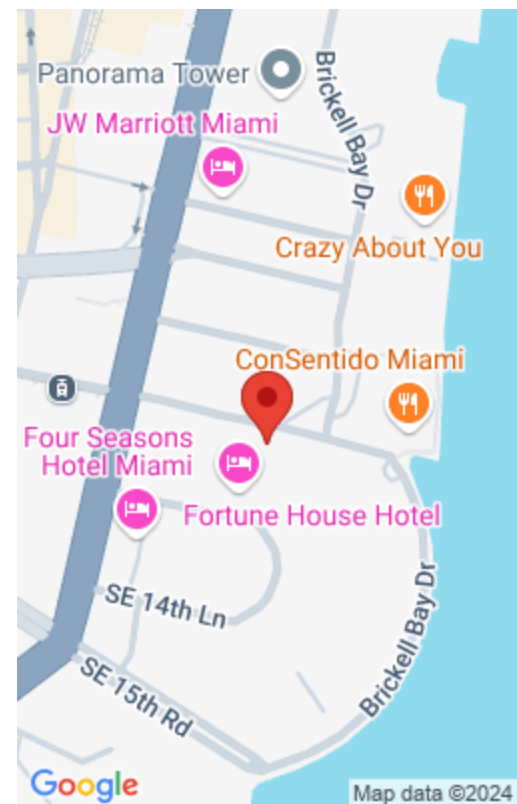 Panorama Tower
JW Marriott Miami
Brickell Bay Dr
Crazy About You
ConSentido Miami
Four Seasons
Hotel Miami
Fortune House Hotel
SE 14th Ln
Brickell Bay Dr
SE 15th Rd
Google
Map data ©2024